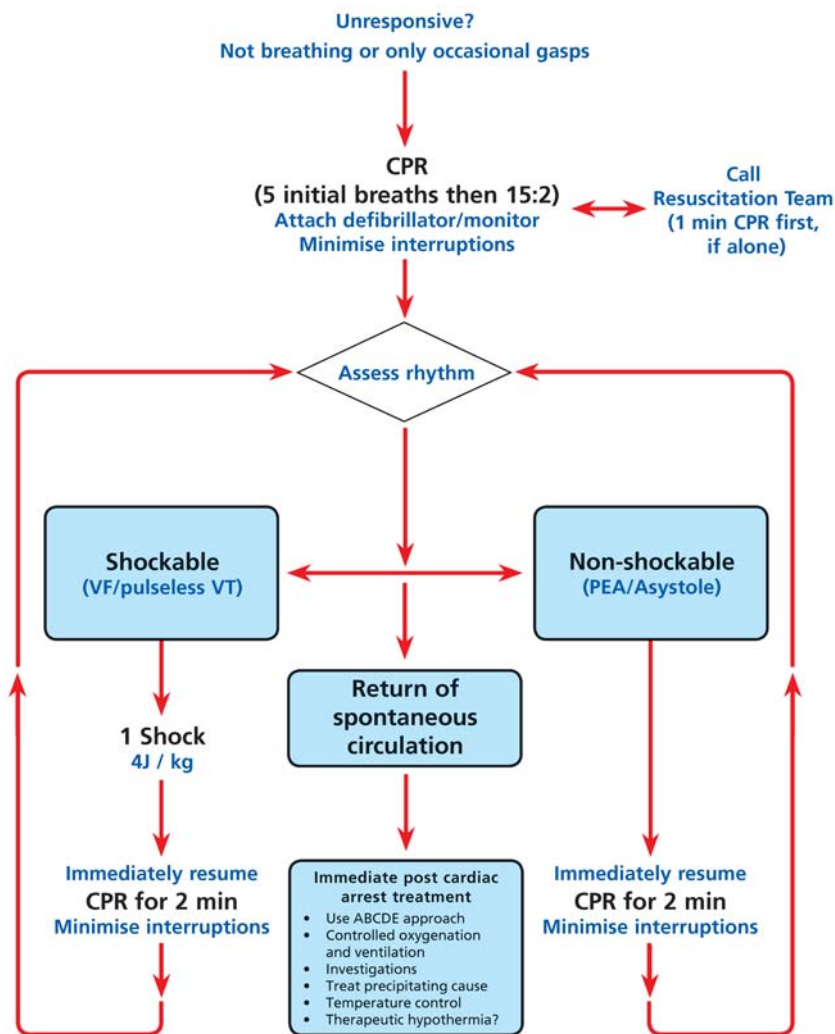 Unresponsive?
Not breathing or only occasional gasps
CPR
(5 initial breaths then 15:2)
Attach defibrillator/monitor
Minimise interruptions
Call
Resuscitation Team
(1 min CPR first,
if alone)
Assess rhythm
Shockable
(VF/pulseless VT)
Non-shockable
(PEA/Asystole)
1 Shock
4J / kg
Return of
spontaneous
circulation
Immediately resume
CPR for 2 min
Minimise interruptions
Immediate post cardiac
arrest treatment
• Use ABCDE approach
• Controlled oxygenation
and ventilation
• Investigations
• Treat precipitating cause
• Temperature control
• Therapeutic hypothermia?
Immediately resume
CPR for 2 min
Minimise interruptions